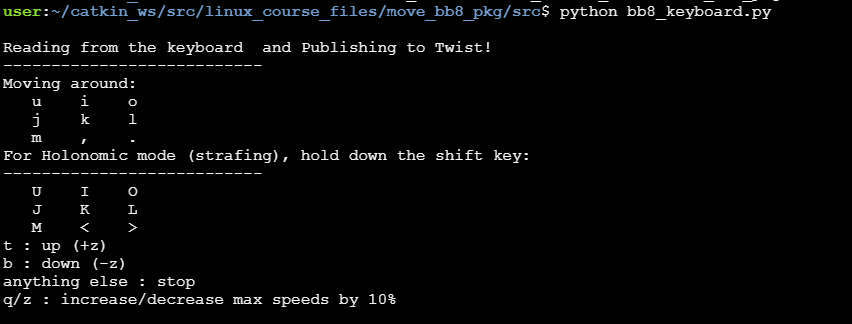 user:~/catkin_ws/src/linux_course_files/move_bb8_pkg/src$ python bb8_keyboard.py
Reading from the keyboard  and Publishing to Twist!
---------------------------
Moving around:
   u    i    o
   j    k    l
   m    ,    .
For Holonomic mode (strafing), hold down the shift key:
---------------------------
   U    I    O
   J    K    L
   M    <    >
t : up (+z)
b : down (-z)
anything else : stop
q/z : increase/decrease max speeds by 10%